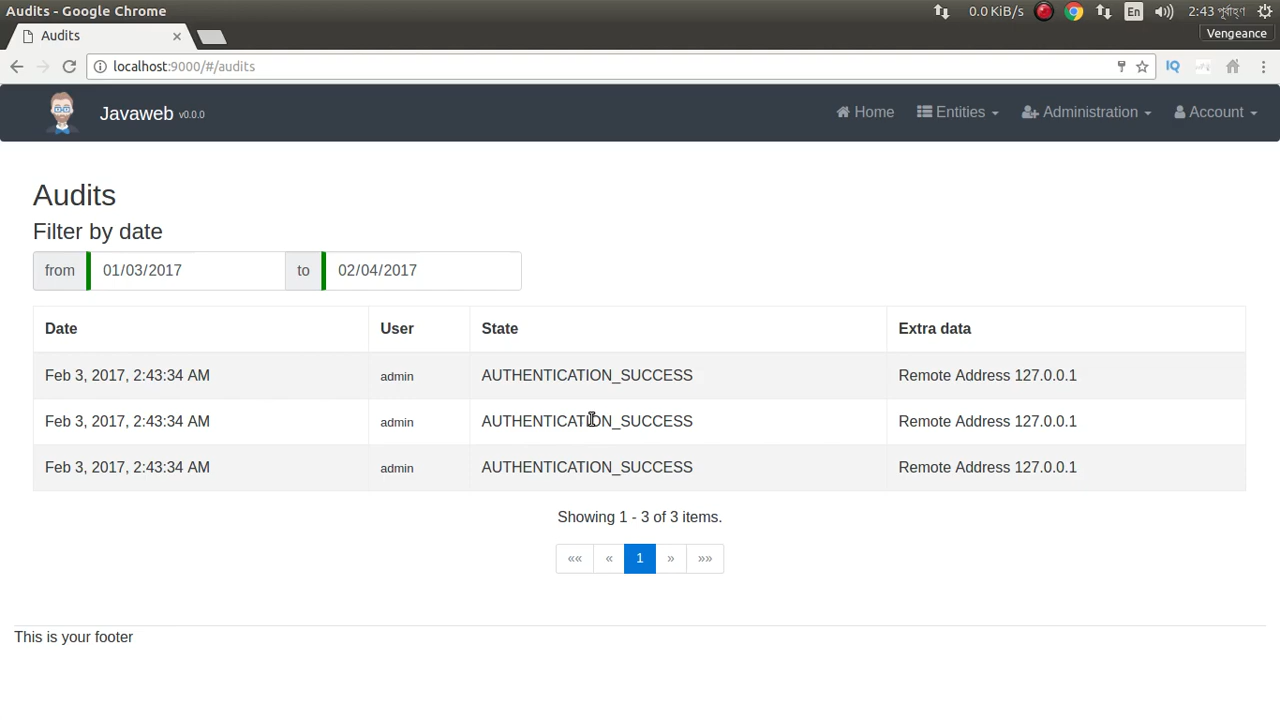 Audits - Google Chrome
0.0 KiB/s
En
2:43 পূর্বাহ্ণ
Audits
Vengeance
localhost:9000/#/audits
IQ
Javaweb v0.0.0
Home
Entities
Administration
Account
Audits
Filter by date
from 01/03/2017 to 02/04/2017
Date User State Extra data
Feb 3, 2017, 2:43:34 AM admin AUTHENTICATION_SUCCESS Remote Address 127.0.0.1
Feb 3, 2017, 2:43:34 AM admin AUTHENTICATION_SUCCESS Remote Address 127.0.0.1
Feb 3, 2017, 2:43:34 AM admin AUTHENTICATION_SUCCESS Remote Address 127.0.0.1
Showing 1 - 3 of 3 items.
«« « 1 » »»
This is your footer